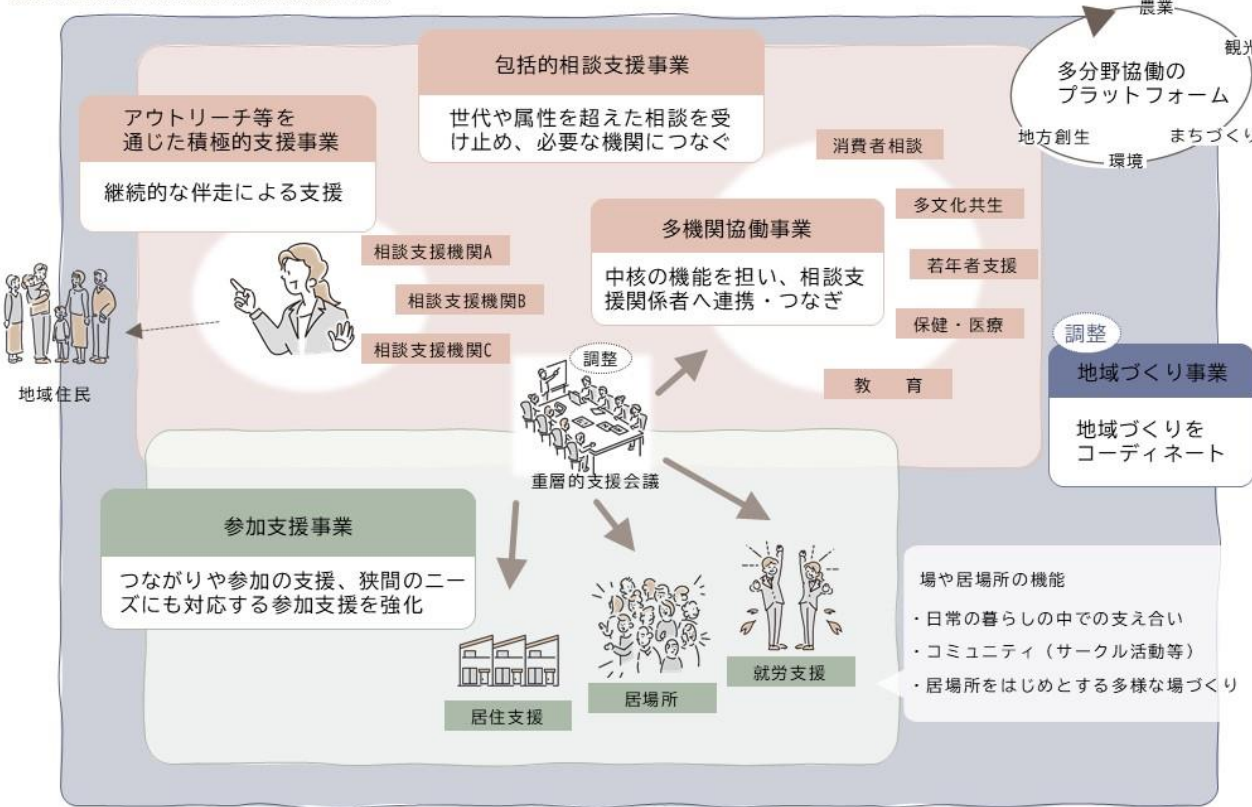 農業
観光
多分野協働の
プラットフォーム
地方創生
まちづくり
環境
包括的相談支援事業
世代や属性を超えた相談を受
け止め、必要な機関につなぐ
アウトリーチ等を
通じた積極的支援事業
継続的な伴走による支援
消費者相談
多文化共生
若年者支援
保健・医療
教 育
多機関協働事業
中核の機能を担い、相談支
援関係者へ連携・つなぎ
相談支援機関A
相談支援機関B
相談支援機関C
地域住民
調整
重層的支援会議
調整
地域づくり事業
地域づくりを
コーディネート
参加支援事業
つながりや参加の支援、狭間のニー
ズにも対応する参加支援を強化
居住支援
居場所
就労支援
場や居場所の機能
・日常の暮らしの中での支え合い
・コミュニティ（サークル活動等）
・居場所をはじめとする多様な場づくり